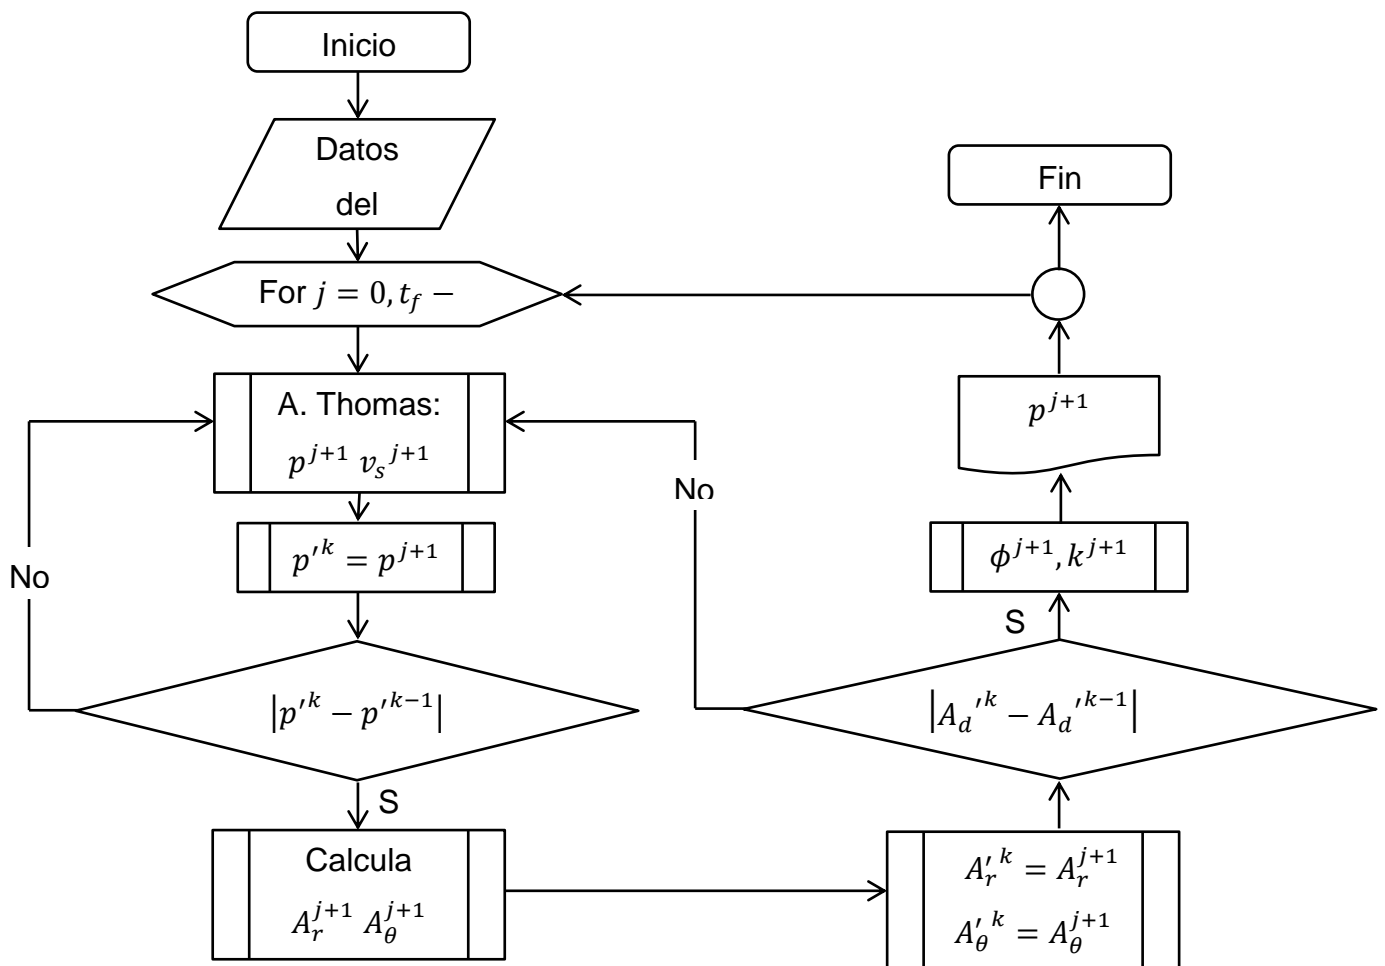 Inicio
Datos
del
For j = 0, t_f −
A. Thomas:
p^{j+1} v_s^{j+1}
p'^k = p^{j+1}
No
|p'^k − p'^{k−1}|
S
Calcula
A_r^{j+1} A_θ^{j+1}
A'_r^k = A_r^{j+1}
A'_θ^k = A_θ^{j+1}
|A_d'^k − A_d'^{k−1}|
No
S
ϕ^{j+1}, k^{j+1}
p^{j+1}
Fin